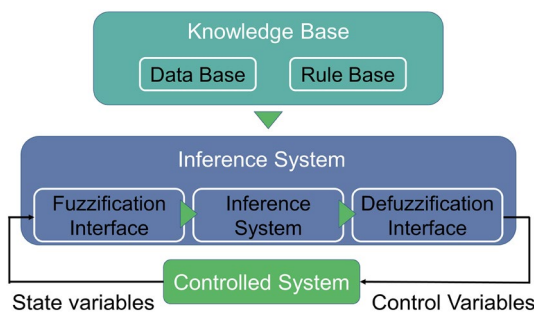 Knowledge Base
Data Base
Rule Base
Inference System
Fuzzification
Interface
Inference
System
Defuzzification
Interface
Controlled System
State variables
Control Variables